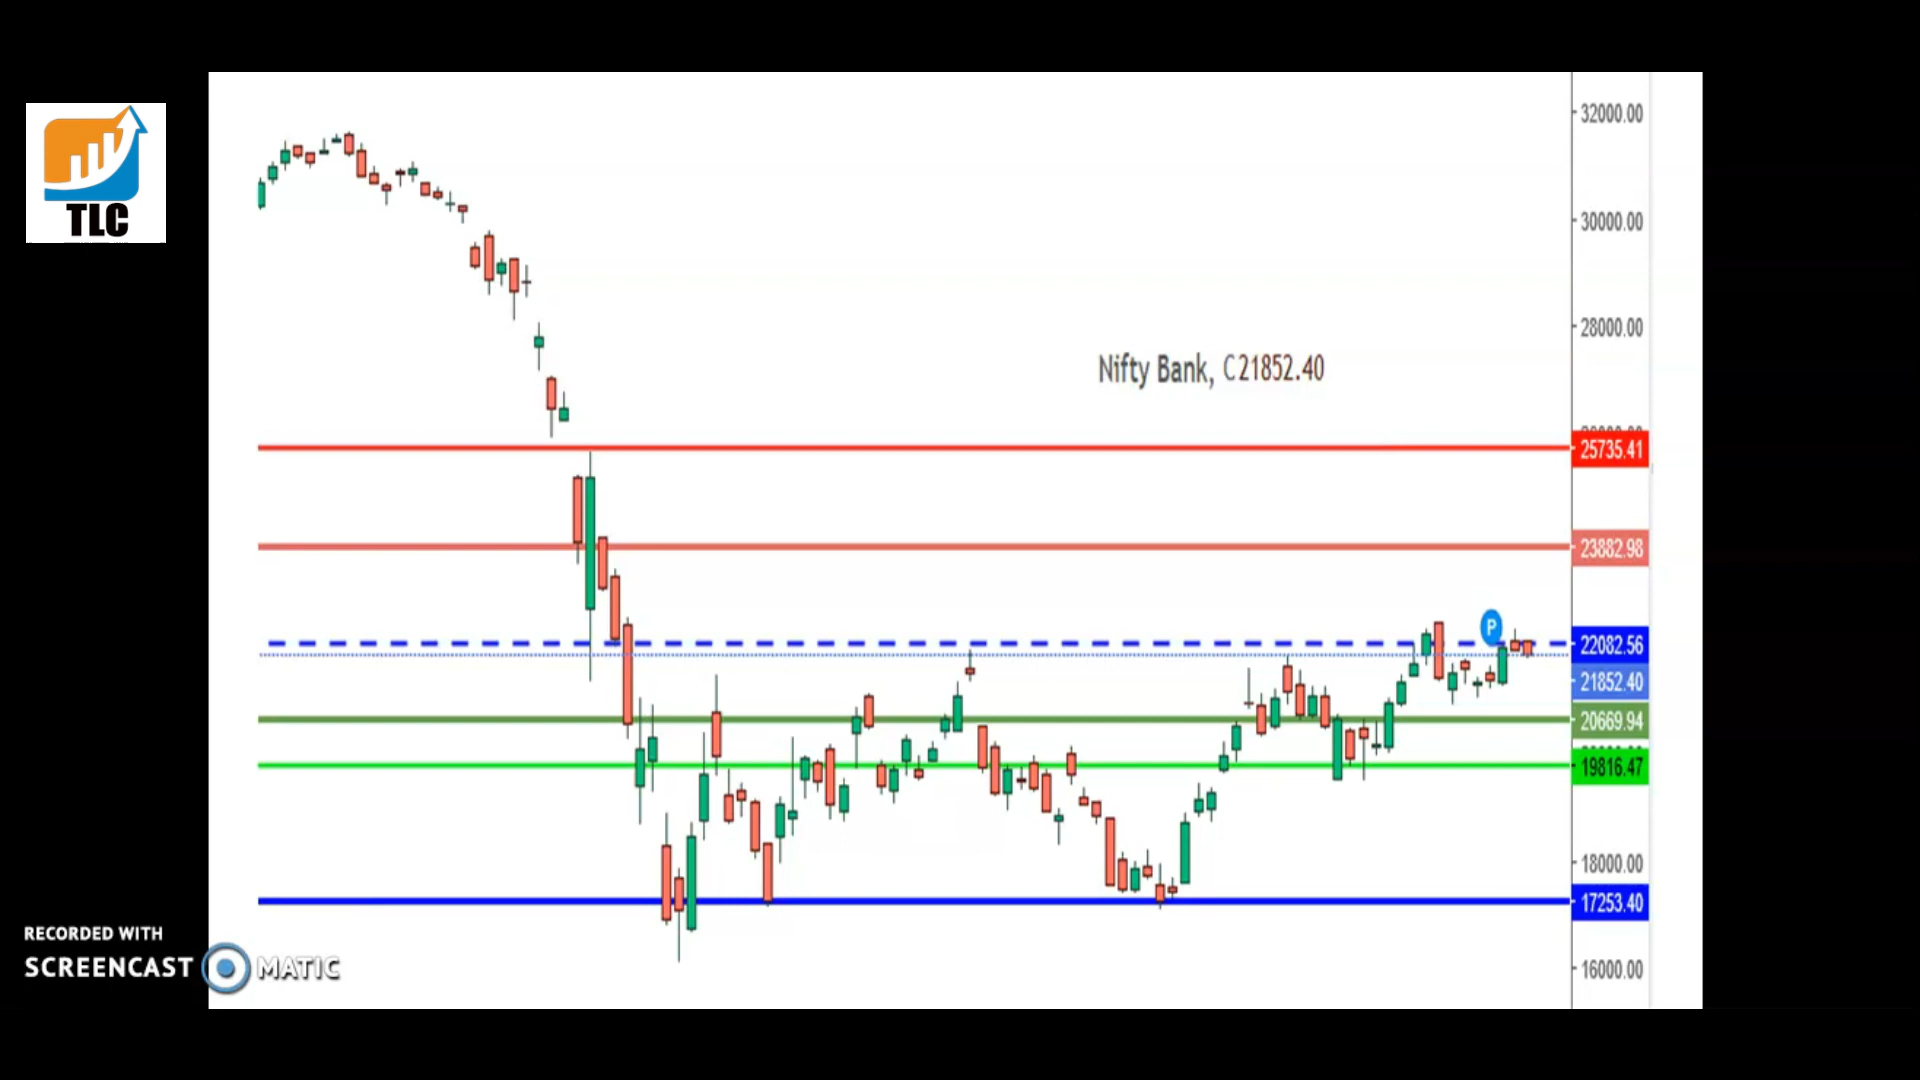 TLC
32000.00
30000.00
28000.00
Nifty Bank, C21852.40
25735.41
23882.98
P
22082.56
21852.40
20669.94
19816.47
18000.00
17253.40
16000.00
RECORDED WITH
SCREENCAST MATIC